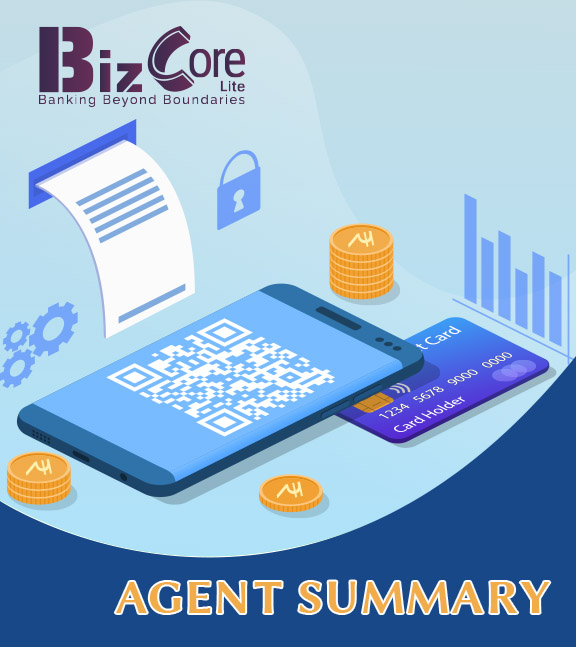 BizCore
Lite
Banking Beyond Boundaries
t Card
1234 5678 9000 0000
Card Holder
AGENT SUMMARY